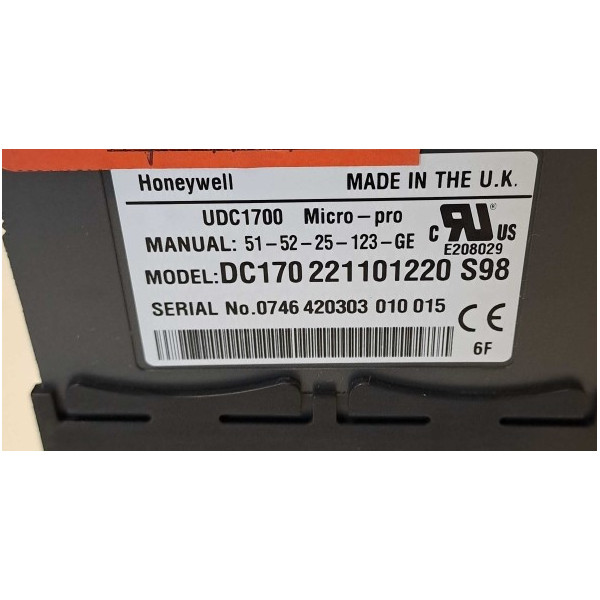 Honeywell MADE IN THE U.K.
UDC1700 Micro-pro
MANUAL: 51-52-25-123-GE
C RU US
E208029
MODEL: DC170 221101220 S98
SERIAL No. 0746 420303 010 015
CE
6F